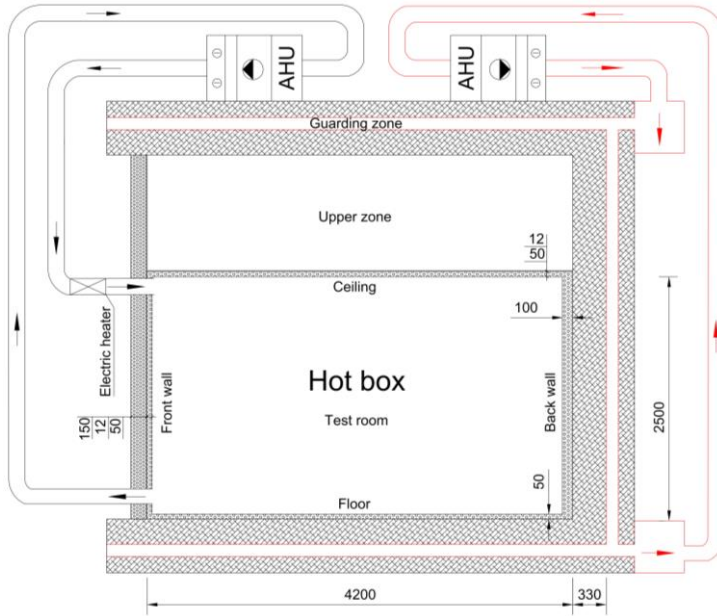 AHU
AHU
Guarding zone
Upper zone
12
50
Ceiling
100
Electric heater
Front wall
Hot box
Back wall
2500
Test room
150
12
50
50
Floor
4200
330